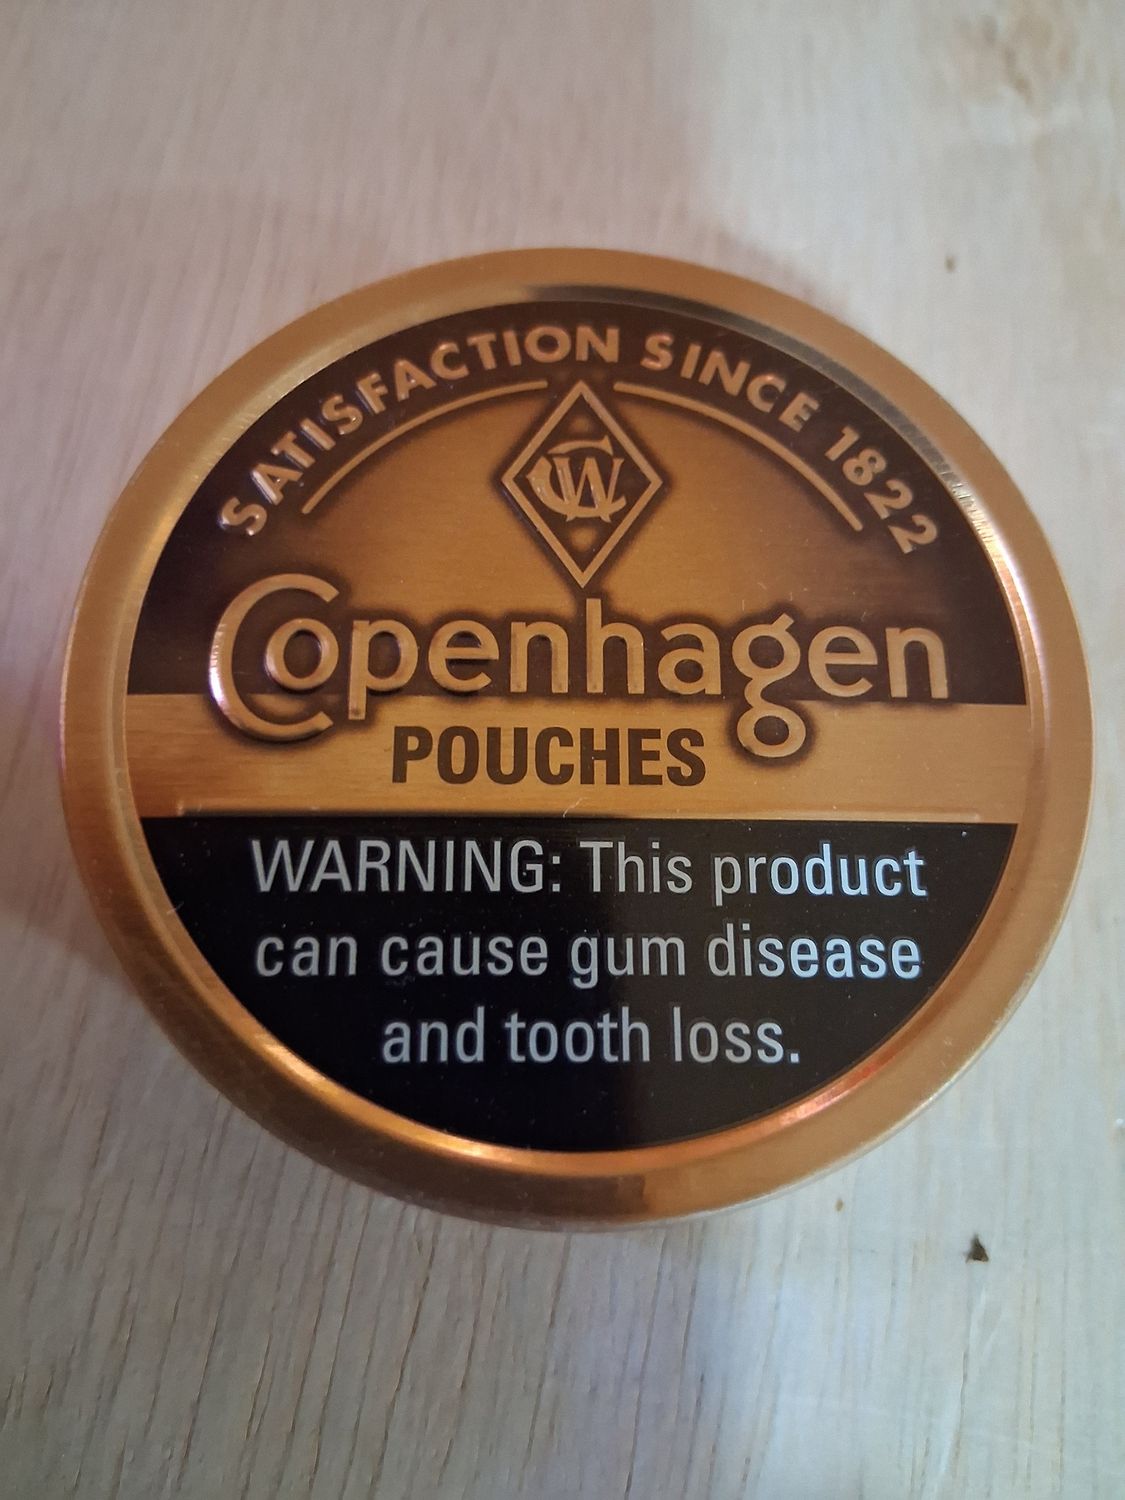 SATISFACTION SINCE 1822
CW
Copenhagen
POUCHES
WARNING: This product
can cause gum disease
and tooth loss.